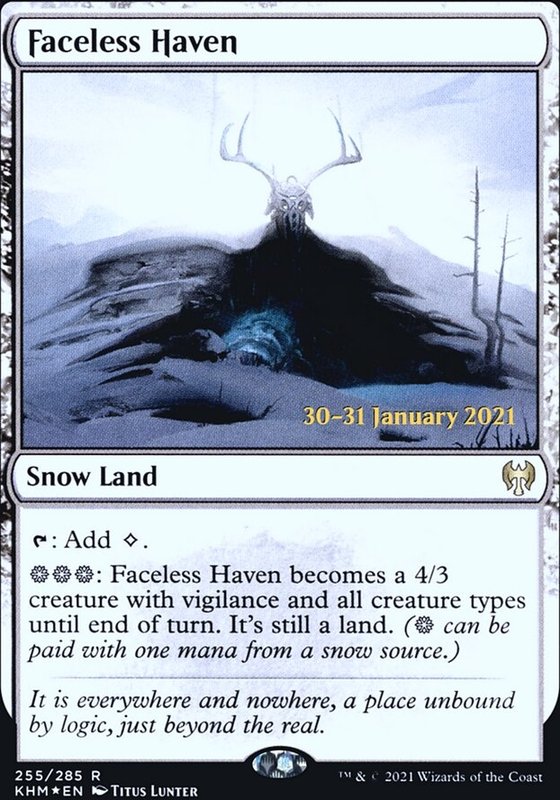 Faceless Haven
30–31 January 2021
Snow Land
: Add .
: Faceless Haven becomes a 4/3
creature with vigilance and all creature types
until end of turn. It's still a land. ( can be
paid with one mana from a snow source.)
It is everywhere and nowhere, a place unbound
by logic, just beyond the real.
255/285 R
KHM★EN Titus Lunter
™ & © 2021 Wizards of the Coast